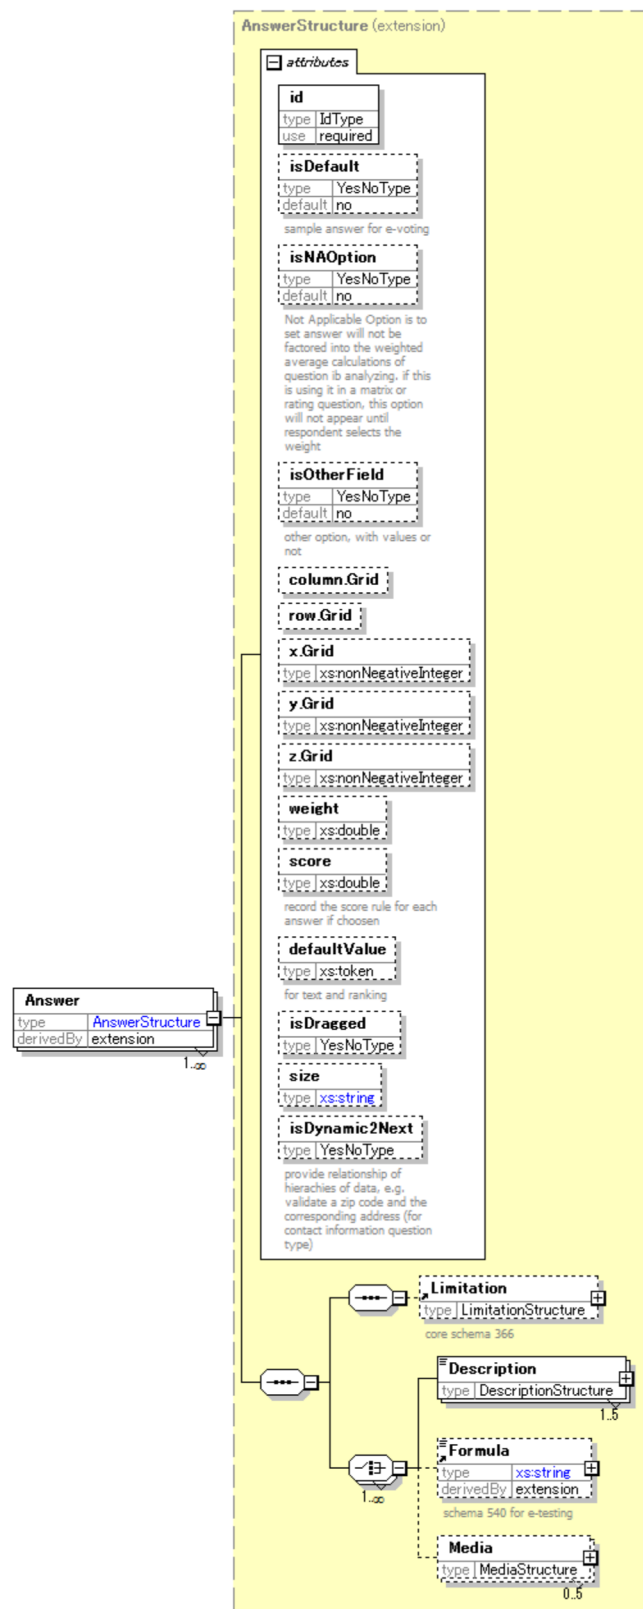 AnswerStructure (extension)
attributes
id
type IdType
use required
isDefault
type YesNoType
default no
sample answer for e-voting
isNAOption
type YesNoType
default no
Not Applicable Option is to
set answer will not be
factored into the weighted
average calculations of
question ib analyzing. if this
is using it in a matrix or
rating question, this option
will not appear until
respondent selects the
weight
isOtherField
type YesNoType
default no
other option, with values or
not
column.Grid
row.Grid
x.Grid
type xs:nonNegativeInteger
y.Grid
type xs:nonNegativeInteger
z.Grid
type xs:nonNegativeInteger
weight
type xs:double
score
type xs:double
record the score rule for each
answer if choosen
defaultValue
type xs:token
for text and ranking
isDragged
type YesNoType
size
type xs:string
isDynamic2Next
type YesNoType
provide relationship of
hierachies of data, e.g.
validate a zip code and the
corresponding address (for
contact information question
type)
Answer
type AnswerStructure
derivedBy extension
1..∞
Limitation
type LimitationStructure
core schema 366
Description
type DescriptionStructure
1..5
Formula
type xs:string
derivedBy extension
schema 540 for e-testing
1..∞
Media
type MediaStructure
0..5